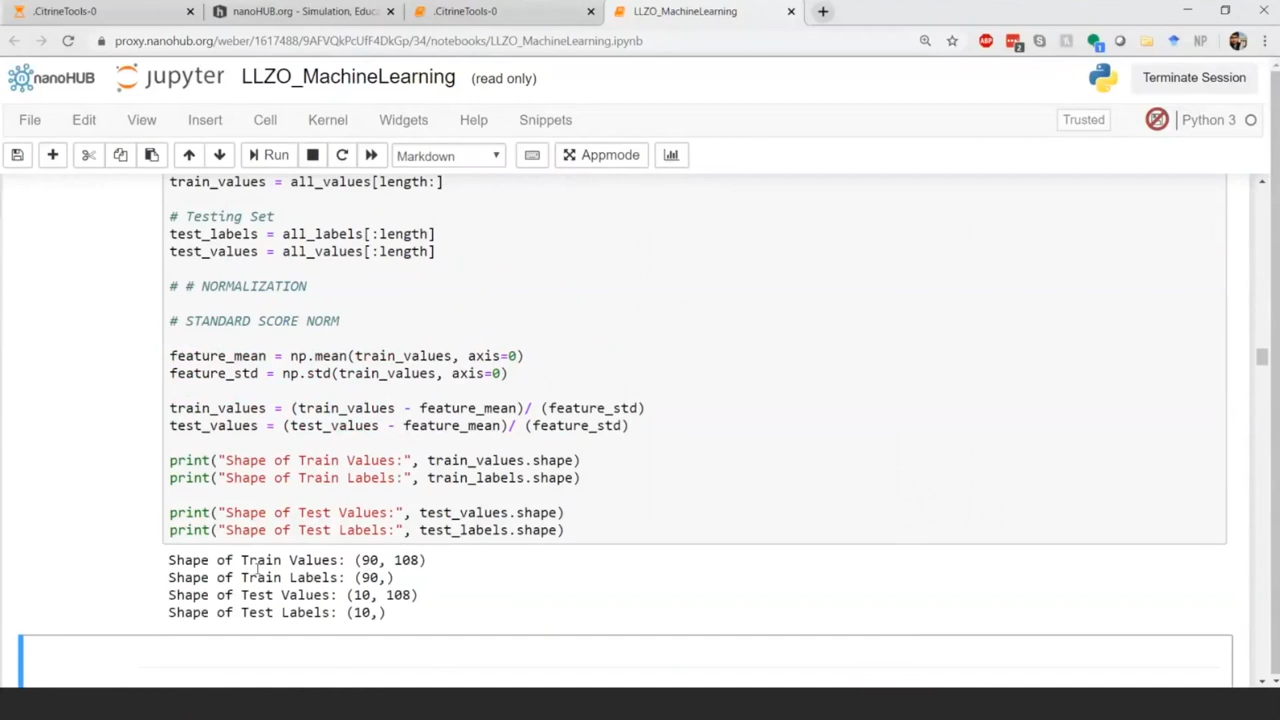 .CitrineTools-0
nanoHUB.org - Simulation, Educ
.CitrineTools-0
LLZO_MachineLearning
proxy.nanohub.org/weber/1617488/9AFVQkPcUfF4DkGp/34/notebooks/LLZO_MachineLearning.ipynb
ABP
2
1
NP
nanoHUB
jupyter
LLZO_MachineLearning
(read only)
Terminate Session
File
Edit
View
Insert
Cell
Kernel
Widgets
Help
Snippets
Trusted
Python 3
Run
Markdown
Appmode
train_values = all_values[length:]
# Testing Set
test_labels = all_labels[:length]
test_values = all_values[:length]
# # NORMALIZATION
# STANDARD SCORE NORM
feature_mean = np.mean(train_values, axis=0)
feature_std = np.std(train_values, axis=0)
train_values = (train_values - feature_mean)/ (feature_std)
test_values = (test_values - feature_mean)/ (feature_std)
print("Shape of Train Values:", train_values.shape)
print("Shape of Train Labels:", train_labels.shape)
print("Shape of Test Values:", test_values.shape)
print("Shape of Test Labels:", test_labels.shape)
Shape of Train Values: (90, 108)
Shape of Train Labels: (90,)
Shape of Test Values: (10, 108)
Shape of Test Labels: (10,)